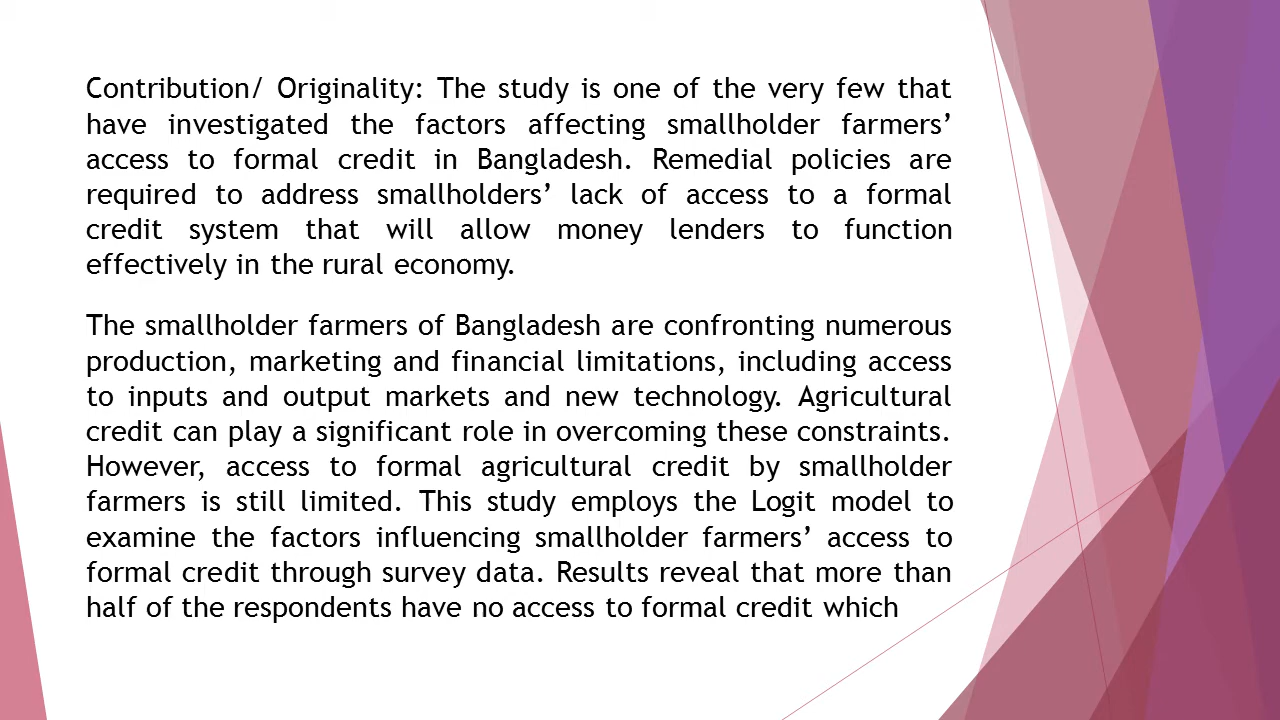 Contribution/ Originality: The study is one of the very few that
have investigated the factors affecting smallholder farmers’
access to formal credit in Bangladesh. Remedial policies are
required to address smallholders’ lack of access to a formal
credit system that will allow money lenders to function
effectively in the rural economy.
The smallholder farmers of Bangladesh are confronting numerous
production, marketing and financial limitations, including access
to inputs and output markets and new technology. Agricultural
credit can play a significant role in overcoming these constraints.
However, access to formal agricultural credit by smallholder
farmers is still limited. This study employs the Logit model to
examine the factors influencing smallholder farmers’ access to
formal credit through survey data. Results reveal that more than
half of the respondents have no access to formal credit which